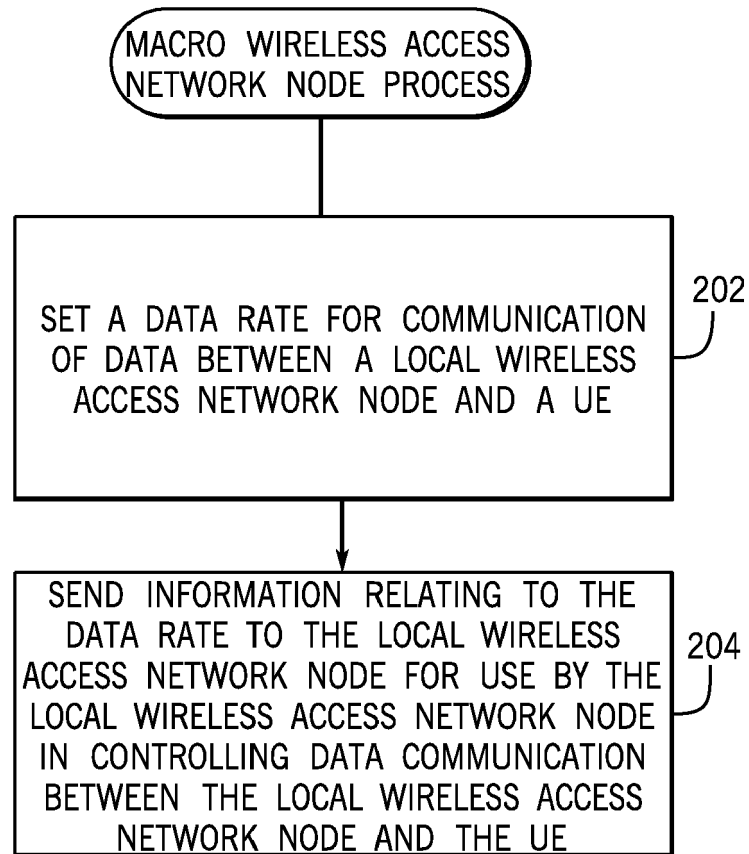 MACRO WIRELESS ACCESS
NETWORK NODE PROCESS
SET A DATA RATE FOR COMMUNICATION
OF DATA BETWEEN A LOCAL WIRELESS
ACCESS NETWORK NODE AND A UE
202
SEND INFORMATION RELATING TO THE
DATA RATE TO THE LOCAL WIRELESS
ACCESS NETWORK NODE FOR USE BY THE
LOCAL WIRELESS ACCESS NETWORK NODE
IN CONTROLLING DATA COMMUNICATION
BETWEEN THE LOCAL WIRELESS ACCESS
NETWORK NODE AND THE UE
204